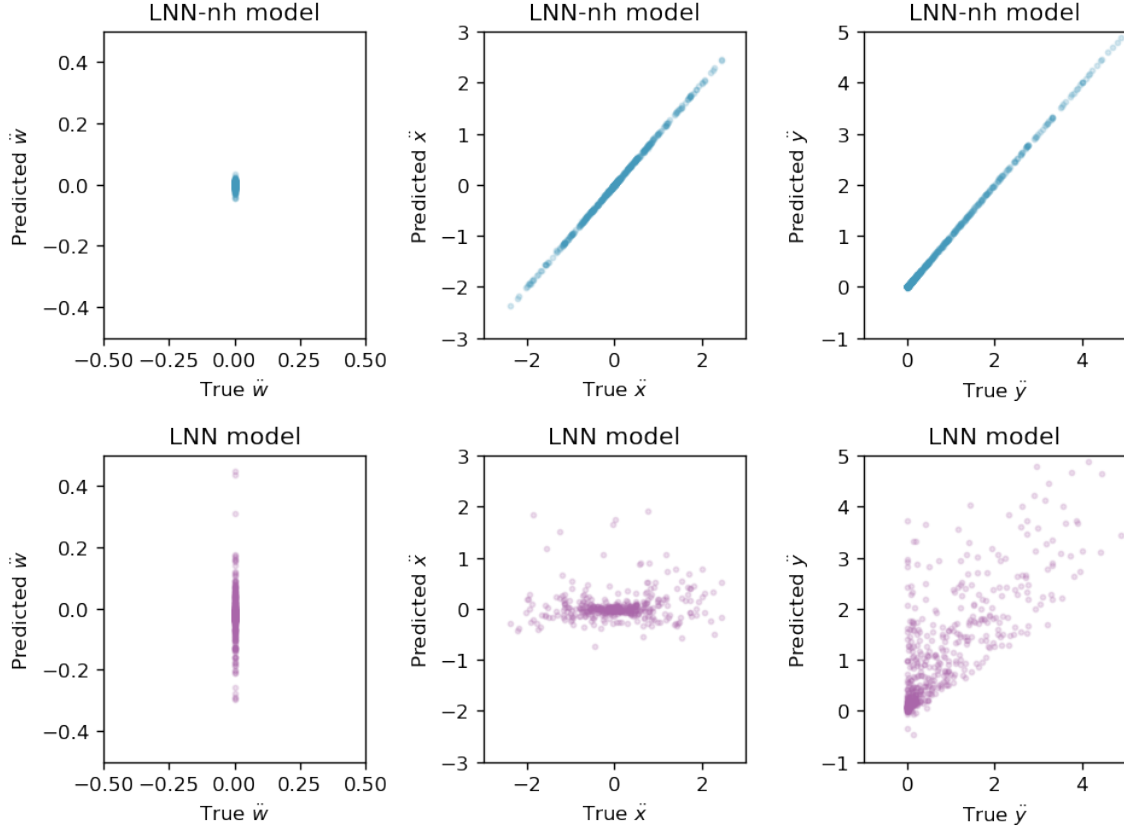 LNN-nh model
LNN-nh model
LNN-nh model
Predicted ẅ
0.4
0.2
0.0
−0.2
−0.4
−0.50 −0.25 0.00 0.25 0.50
True ẅ
Predicted ẍ
3
2
1
0
−1
−2
−3
−2 0 2
True ẍ
Predicted ÿ
5
4
3
2
1
0
−1
0 2 4
True ÿ
LNN model
LNN model
LNN model
Predicted ẅ
0.4
0.2
0.0
−0.2
−0.4
−0.50 −0.25 0.00 0.25 0.50
True ẅ
Predicted ẍ
3
2
1
0
−1
−2
−3
−2 0 2
True ẍ
Predicted ÿ
5
4
3
2
1
0
−1
0 2 4
True ÿ